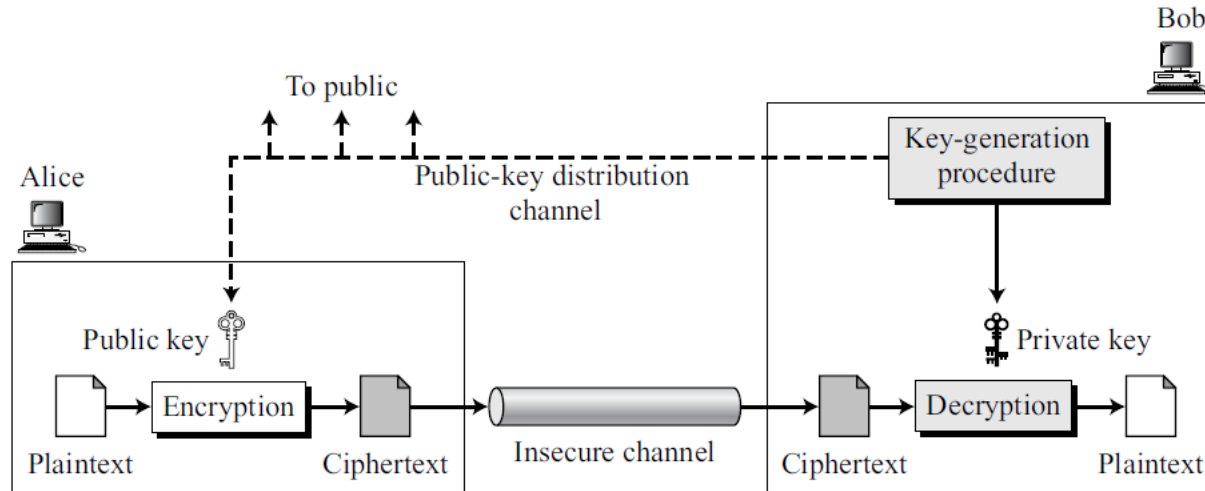 Bob
To public
Key-generation
procedure
Public-key distribution
channel
Alice
Public key
Private key
Encryption
Decryption
Plaintext
Ciphertext
Insecure channel
Ciphertext
Plaintext